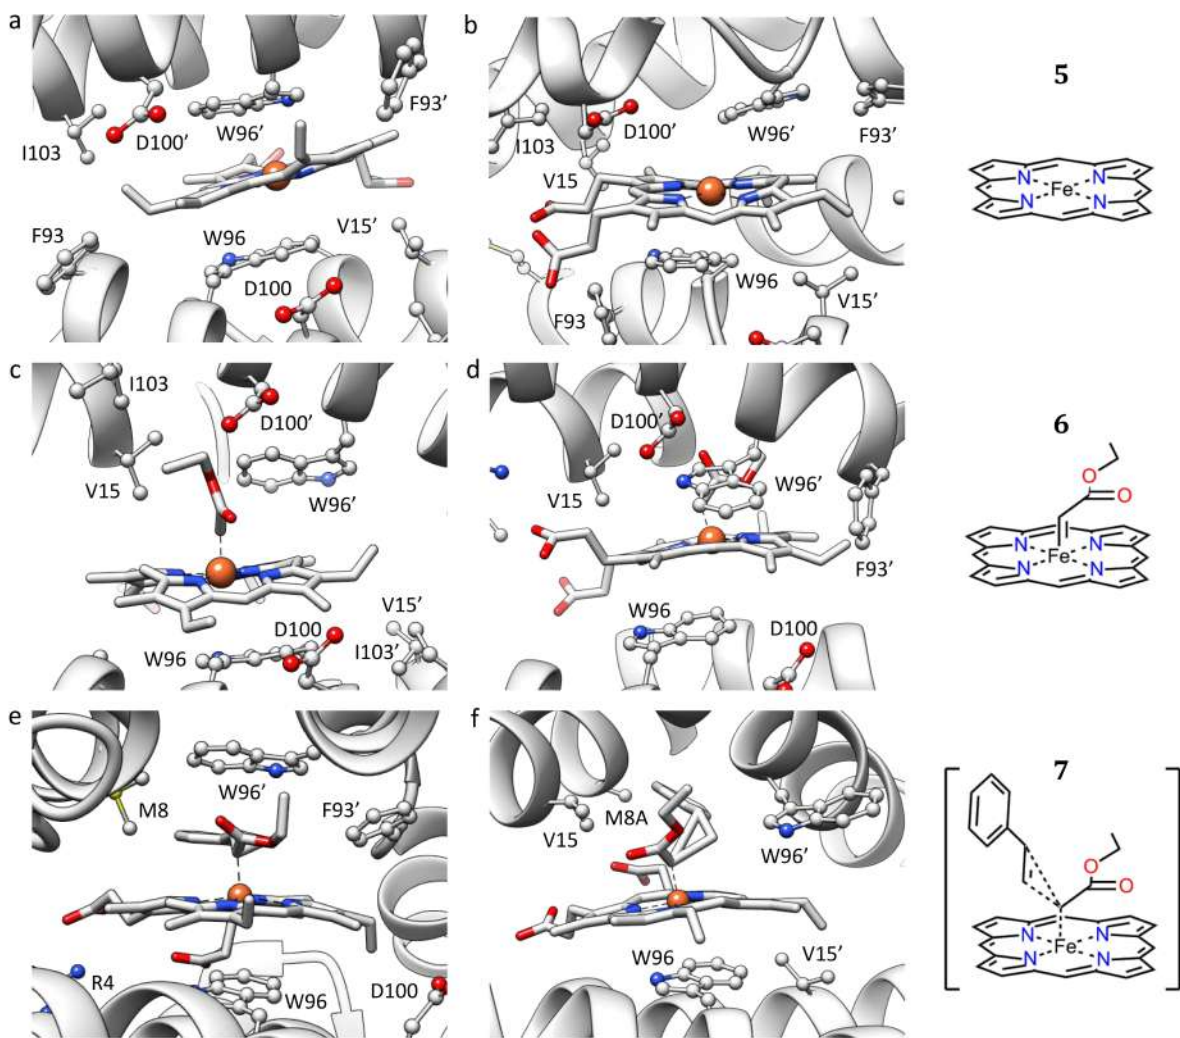 a
I103
D100’
W96’
F93’
F93
W96
V15’
D100
b
I103
D100’
W96’
F93’
V15
F93
W96
V15’
5
N
N
Fe
N
N
c
I103
D100’
V15
W96’
V15’
D100
W96
I103’
d
D100’
V15
W96’
F93’
W96
D100
6
O
O
N
N
Fe
N
N
e
W96’
M8
F93’
R4
W96
D100
f
V15
M8A
W96’
W96
V15’
7
O
O
N
N
Fe
N
N